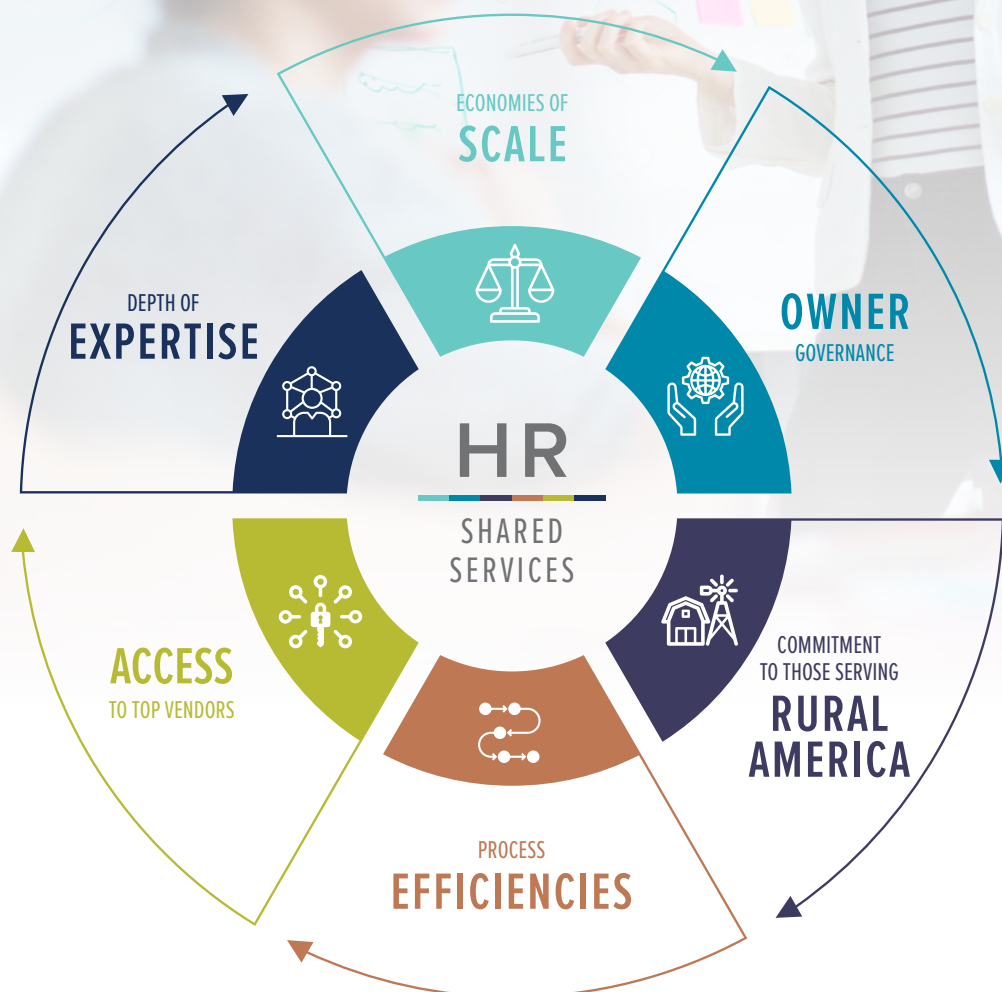 ECONOMIES OF
SCALE
OWNER
GOVERNANCE
COMMITMENT
TO THOSE SERVING
RURAL
AMERICA
PROCESS
EFFICIENCIES
ACCESS
TO TOP VENDORS
DEPTH OF
EXPERTISE
HR
SHARED
SERVICES